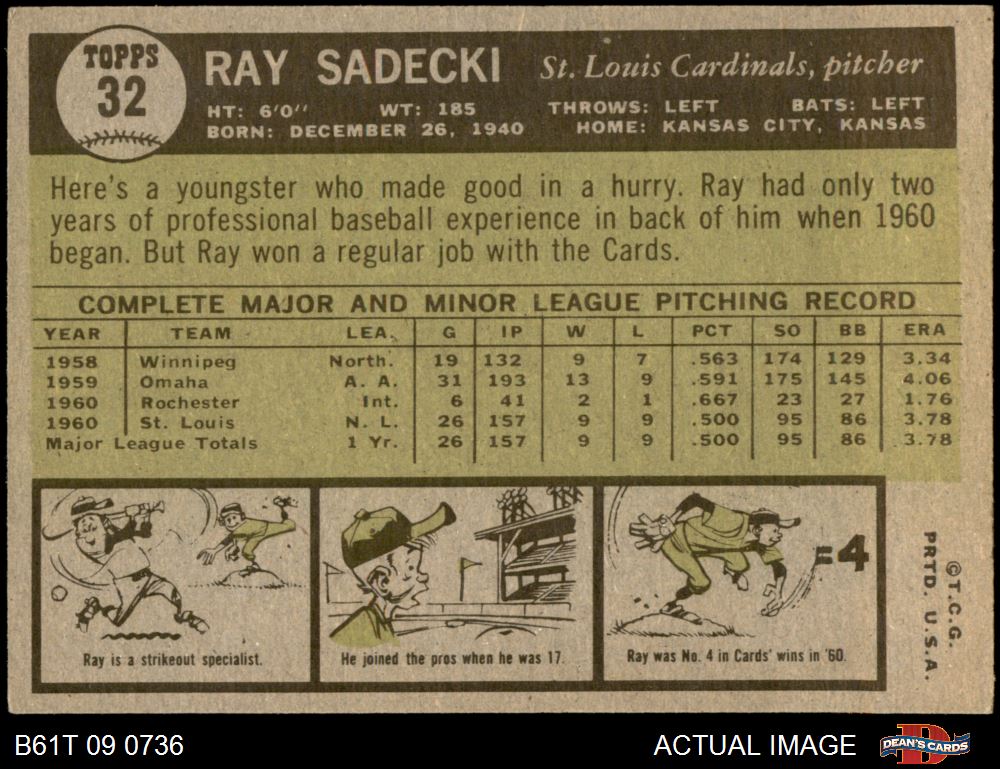 TOPPS
32
RAY SADECKI St. Louis Cardinals, pitcher
HT: 6'0" WT: 185 THROWS: LEFT BATS: LEFT
BORN: DECEMBER 26, 1940 HOME: KANSAS CITY, KANSAS
Here's a youngster who made good in a hurry. Ray had only two
years of professional baseball experience in back of him when 1960
began. But Ray won a regular job with the Cards.
COMPLETE MAJOR AND MINOR LEAGUE PITCHING RECORD
YEAR TEAM LEA. G IP W L PCT SO BB ERA
1958 Winnipeg North. 19 132 9 7 .563 174 129 3.34
1959 Omaha A. A. 31 193 13 9 .591 175 145 4.06
1960 Rochester Int. 6 41 2 1 .667 23 27 1.76
1960 St. Louis N. L. 26 157 9 9 .500 95 86 3.78
Major League Totals 1 Yr. 26 157 9 9 .500 95 86 3.78
=4
Ray is a strikeout specialist.
He joined the pros when he was 17.
Ray was No. 4 in Cards' wins in '60.
©T.C.G.
PRTD. U.S.A.
B61T 09 0736 ACTUAL IMAGE DEAN'S CARDS